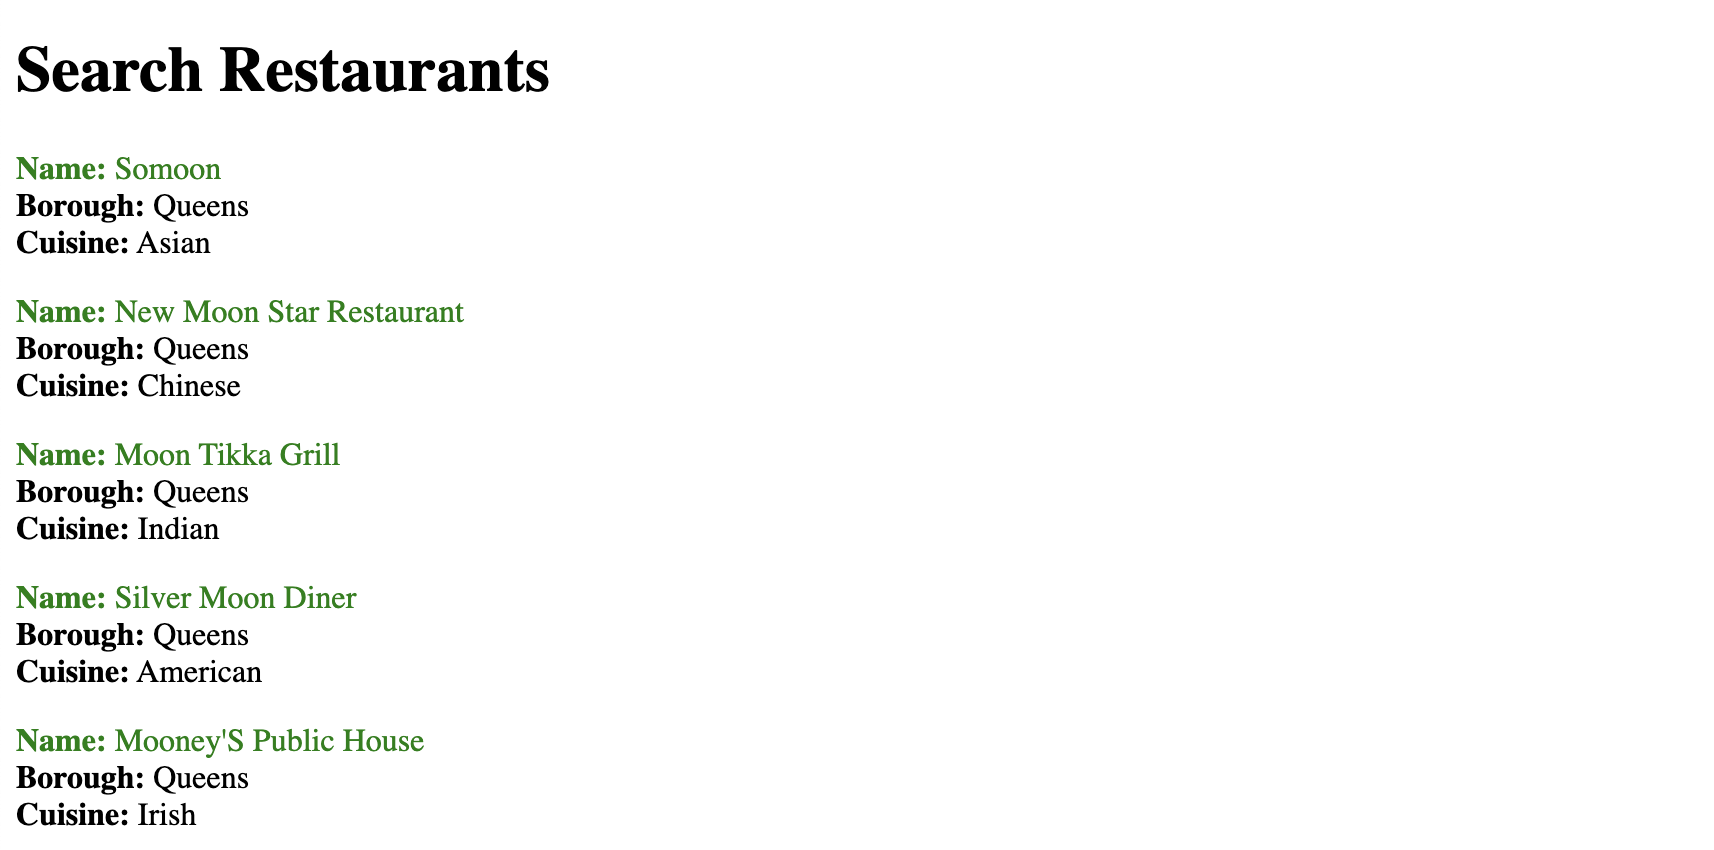 Search Restaurants
Name: Somoon
Borough: Queens
Cuisine: Asian
Name: New Moon Star Restaurant
Borough: Queens
Cuisine: Chinese
Name: Moon Tikka Grill
Borough: Queens
Cuisine: Indian
Name: Silver Moon Diner
Borough: Queens
Cuisine: American
Name: Mooney'S Public House
Borough: Queens
Cuisine: Irish